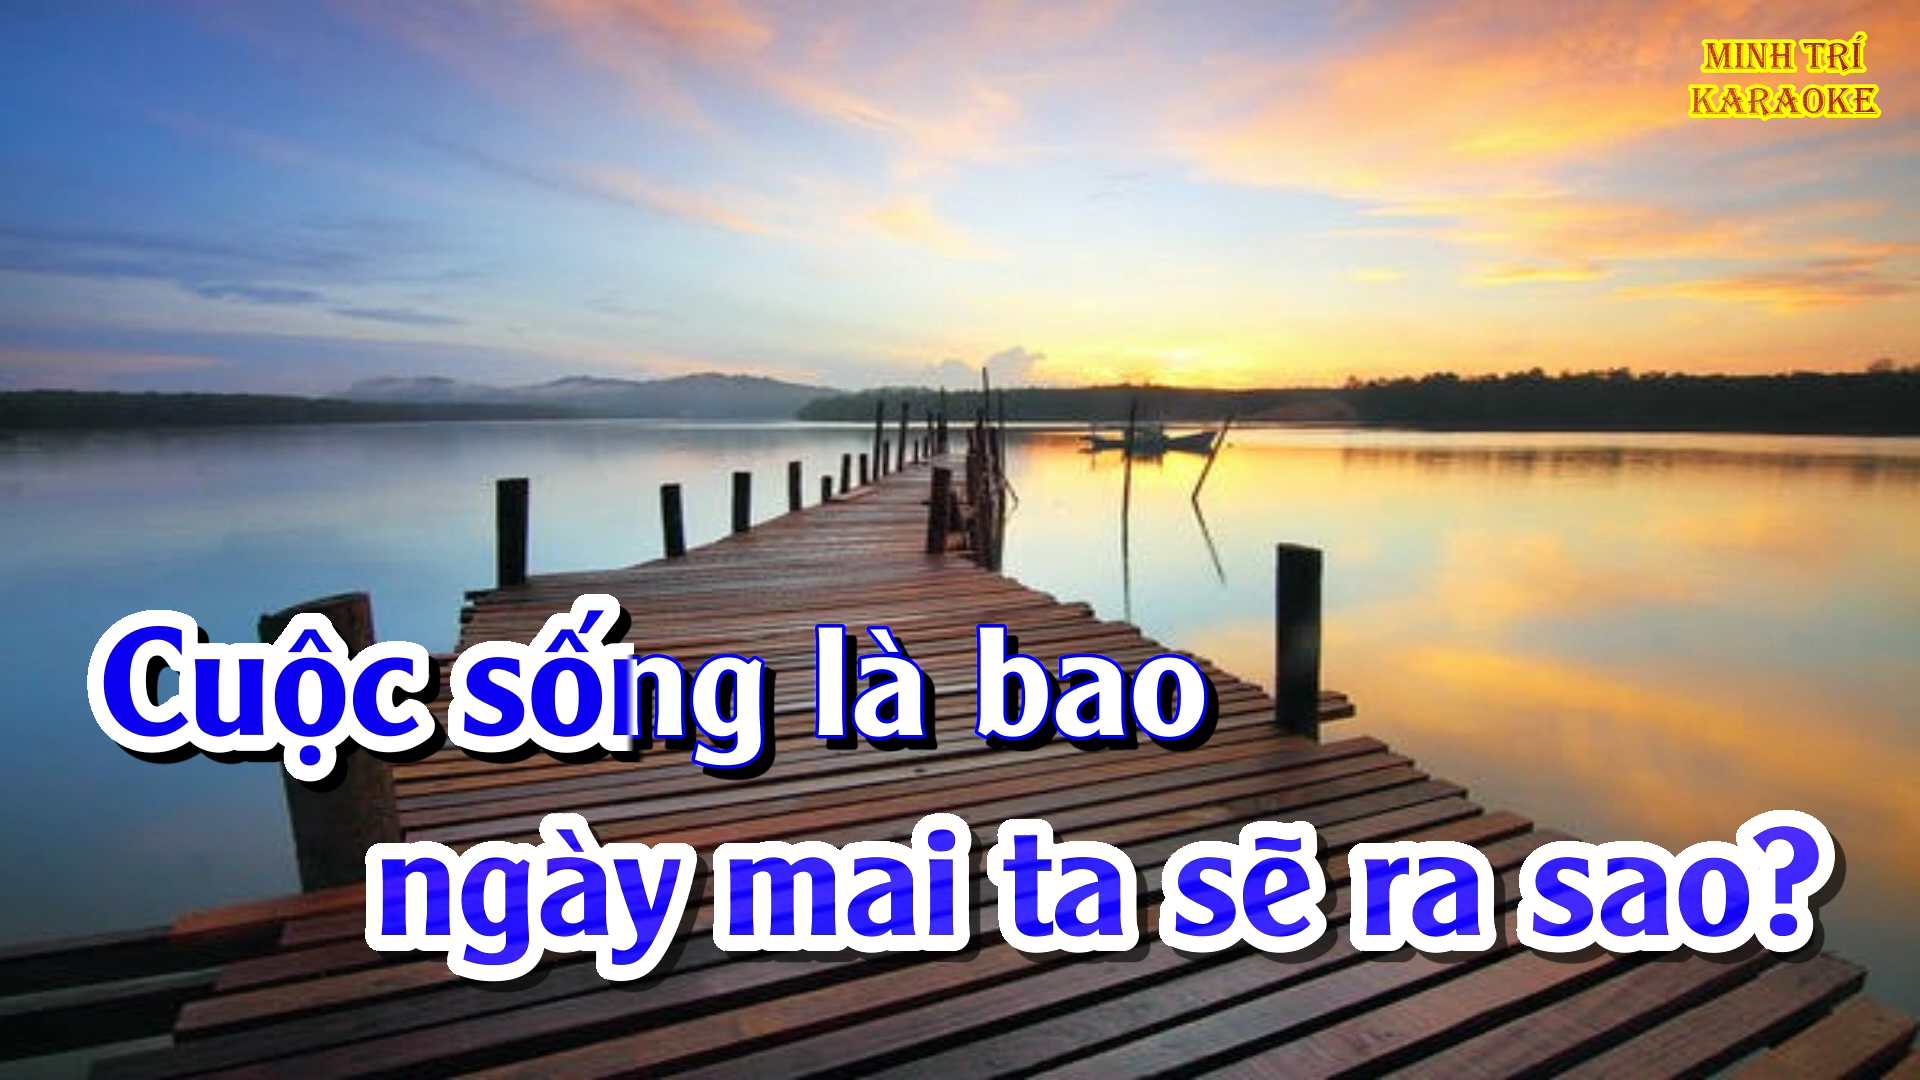 MINH TRÍ
KARAOKE
Cuộc sống là bao
ngày mai ta sẽ ra sao?